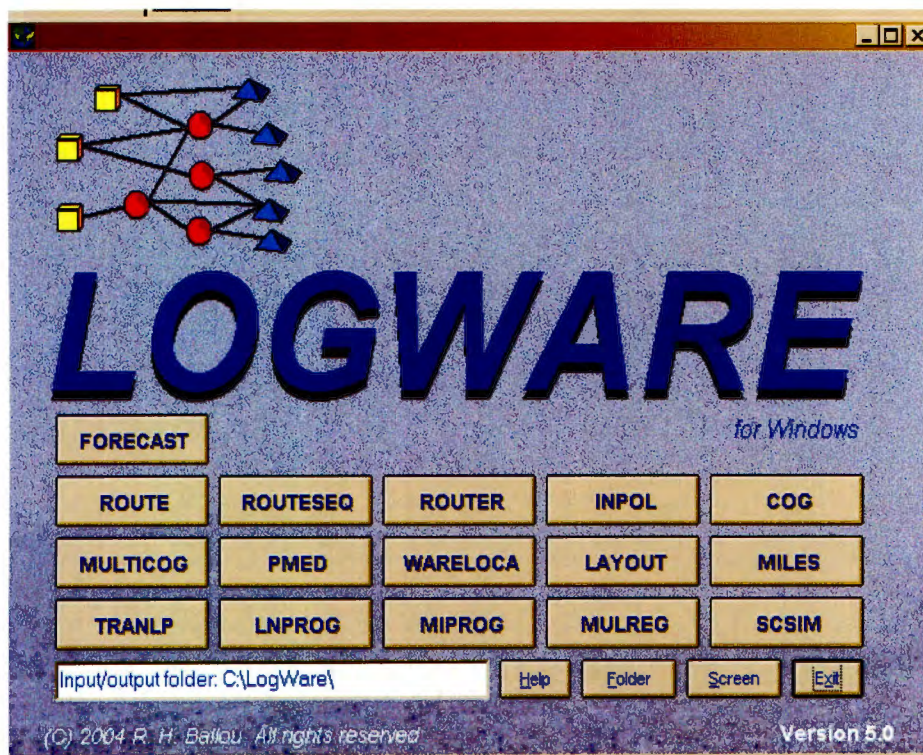 LOGWARE
for Windows
FORECAST
ROUTE ROUTESEQ ROUTER INPOL COG
MULTICOG PMED WARELOCA LAYOUT MILES
TRANLP LNPROG MIPROG MULREG SCSIM
Input/output folder: C:\LogWare\ Help Folder Screen Exit
(C) 2004 R. H. Ballou. All rights reserved. Version 5.0